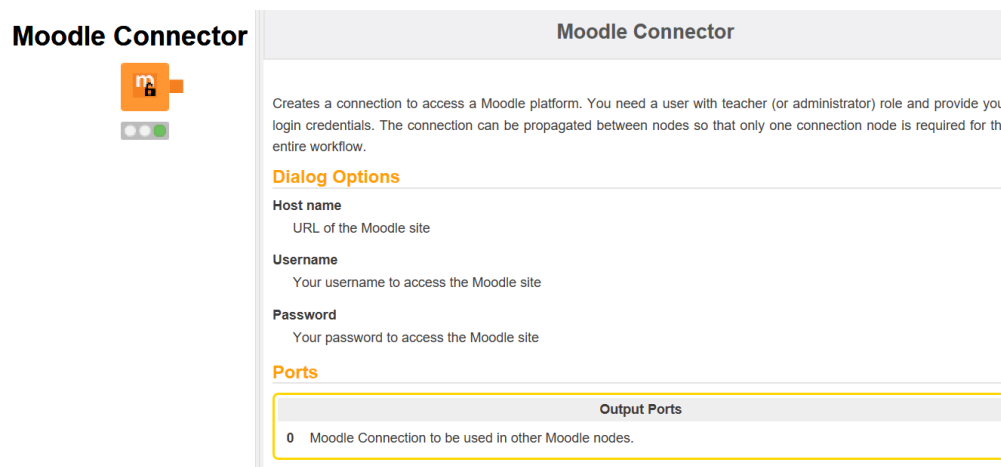 Moodle Connector
m
Moodle Connector
Creates a connection to access a Moodle platform. You need a user with teacher (or administrator) role and provide you
login credentials. The connection can be propagated between nodes so that only one connection node is required for th
entire workflow.
Dialog Options
Host name
URL of the Moodle site
Username
Your username to access the Moodle site
Password
Your password to access the Moodle site
Ports
Output Ports
0 Moodle Connection to be used in other Moodle nodes.